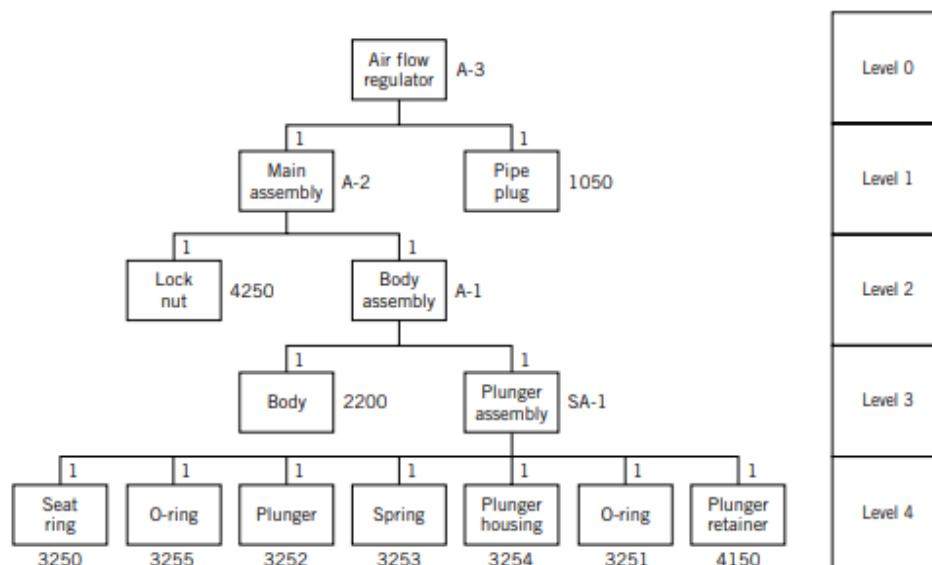 Air flow
regulator
A-3
Level 0
1
1
Main
assembly
A-2
Pipe
plug
1050
Level 1
1
1
Lock
nut
4250
Body
assembly
A-1
Level 2
1
1
Body
2200
Plunger
assembly
SA-1
Level 3
1
1
1
1
1
1
1
Seat
ring
O-ring
Plunger
Spring
Plunger
housing
O-ring
Plunger
retainer
Level 4
3250
3255
3252
3253
3254
3251
4150